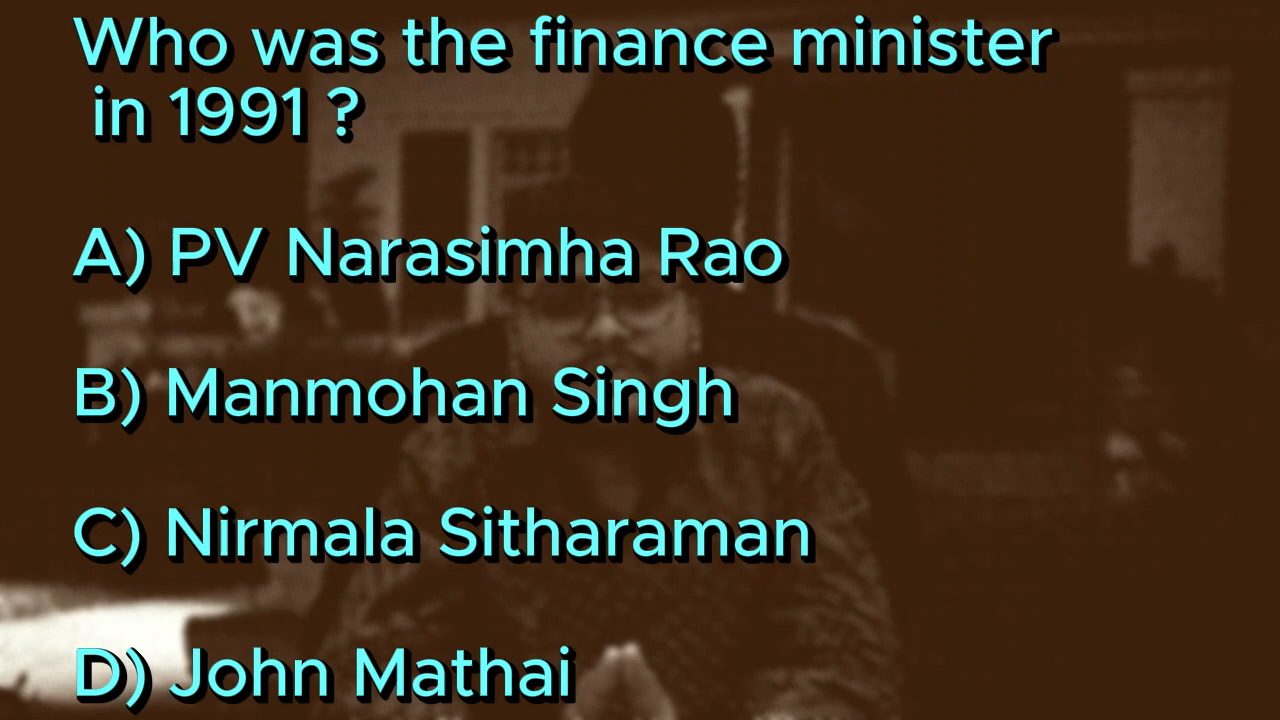 Who was the finance minister
in 1991 ?
A) PV Narasimha Rao
B) Manmohan Singh
C) Nirmala Sitharaman
D) John Mathai